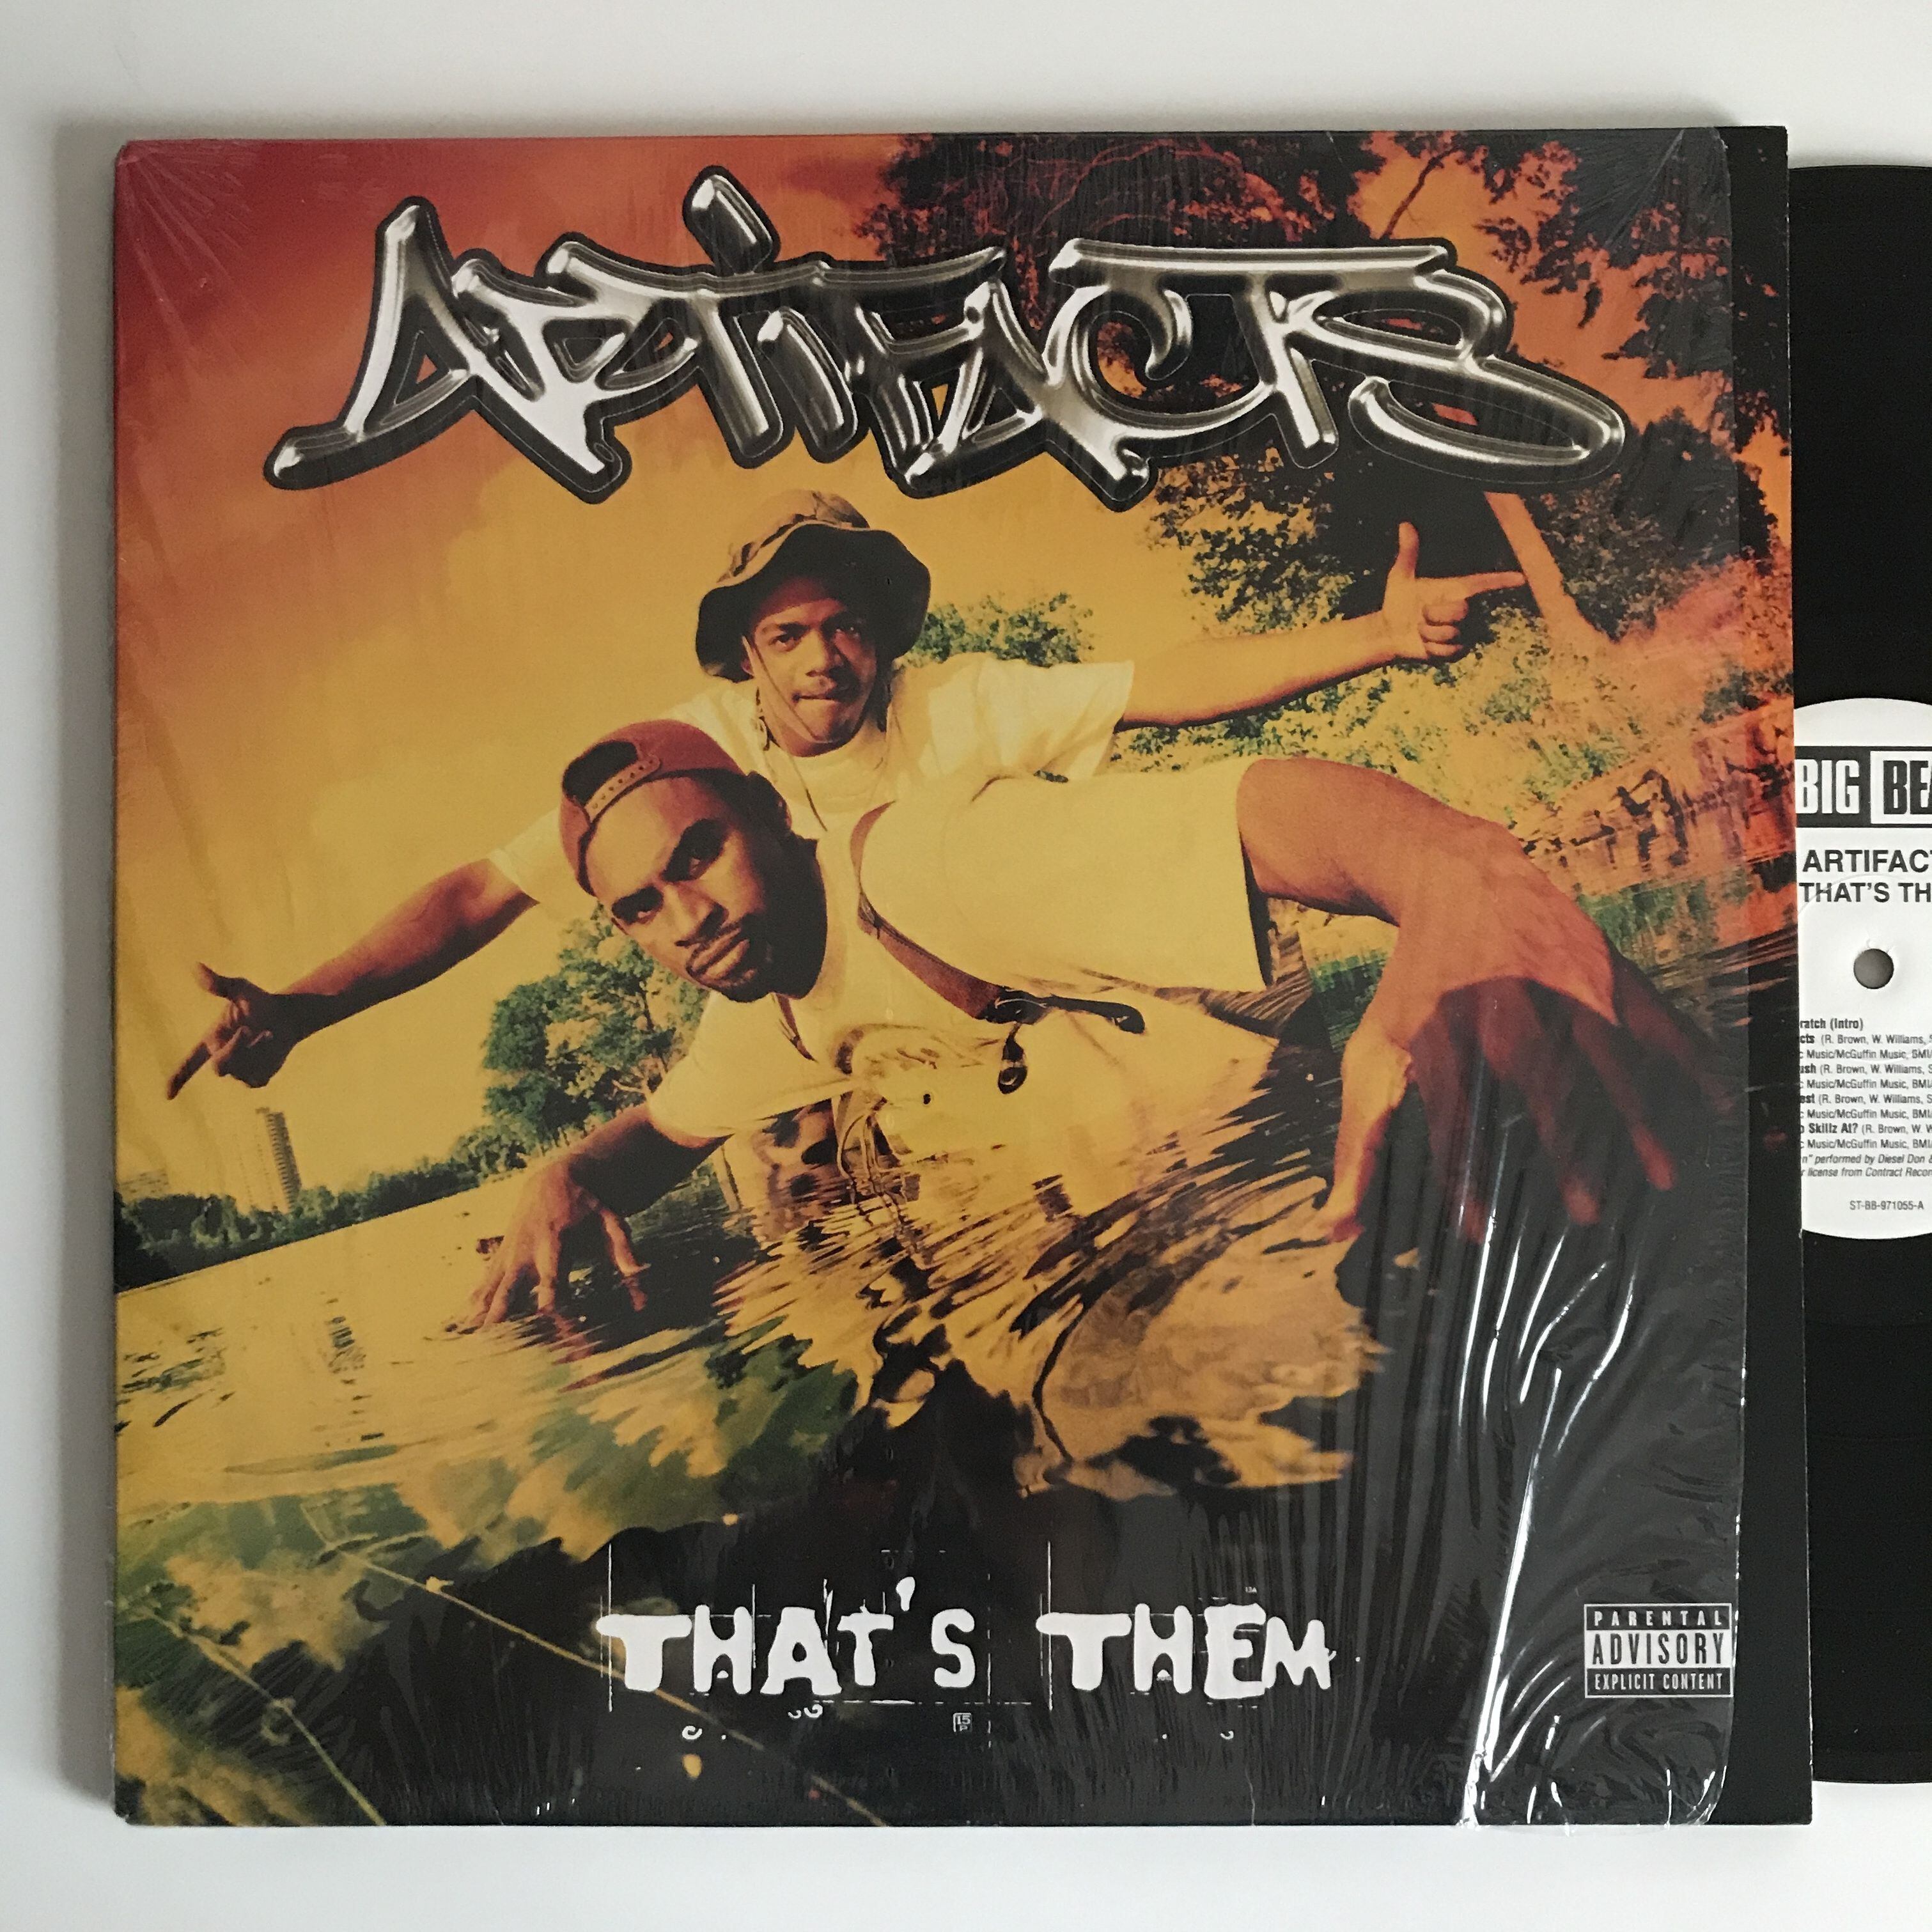 ARTIFACTS
THAT'S THEM
PARENTAL
ADVISORY
EXPLICIT CONTENT
BIG BEA
ARTIFACT
THAT'S TH
ratch (Intro)
cts (R. Brown, W. Williams, S
c Music/McGuffin Music, BMI/
ush (R. Brown, W. Williams, S
c Music/McGuffin Music, BMI/
est (R. Brown, W. Williams, S
c Music/McGuffin Music, BMI/
o Skillz At? (R. Brown, W. W
c Music/McGuffin Music, BMI/
n" performed by Diesel Don &
r license from Contract Recor
ST-BB-971055-A